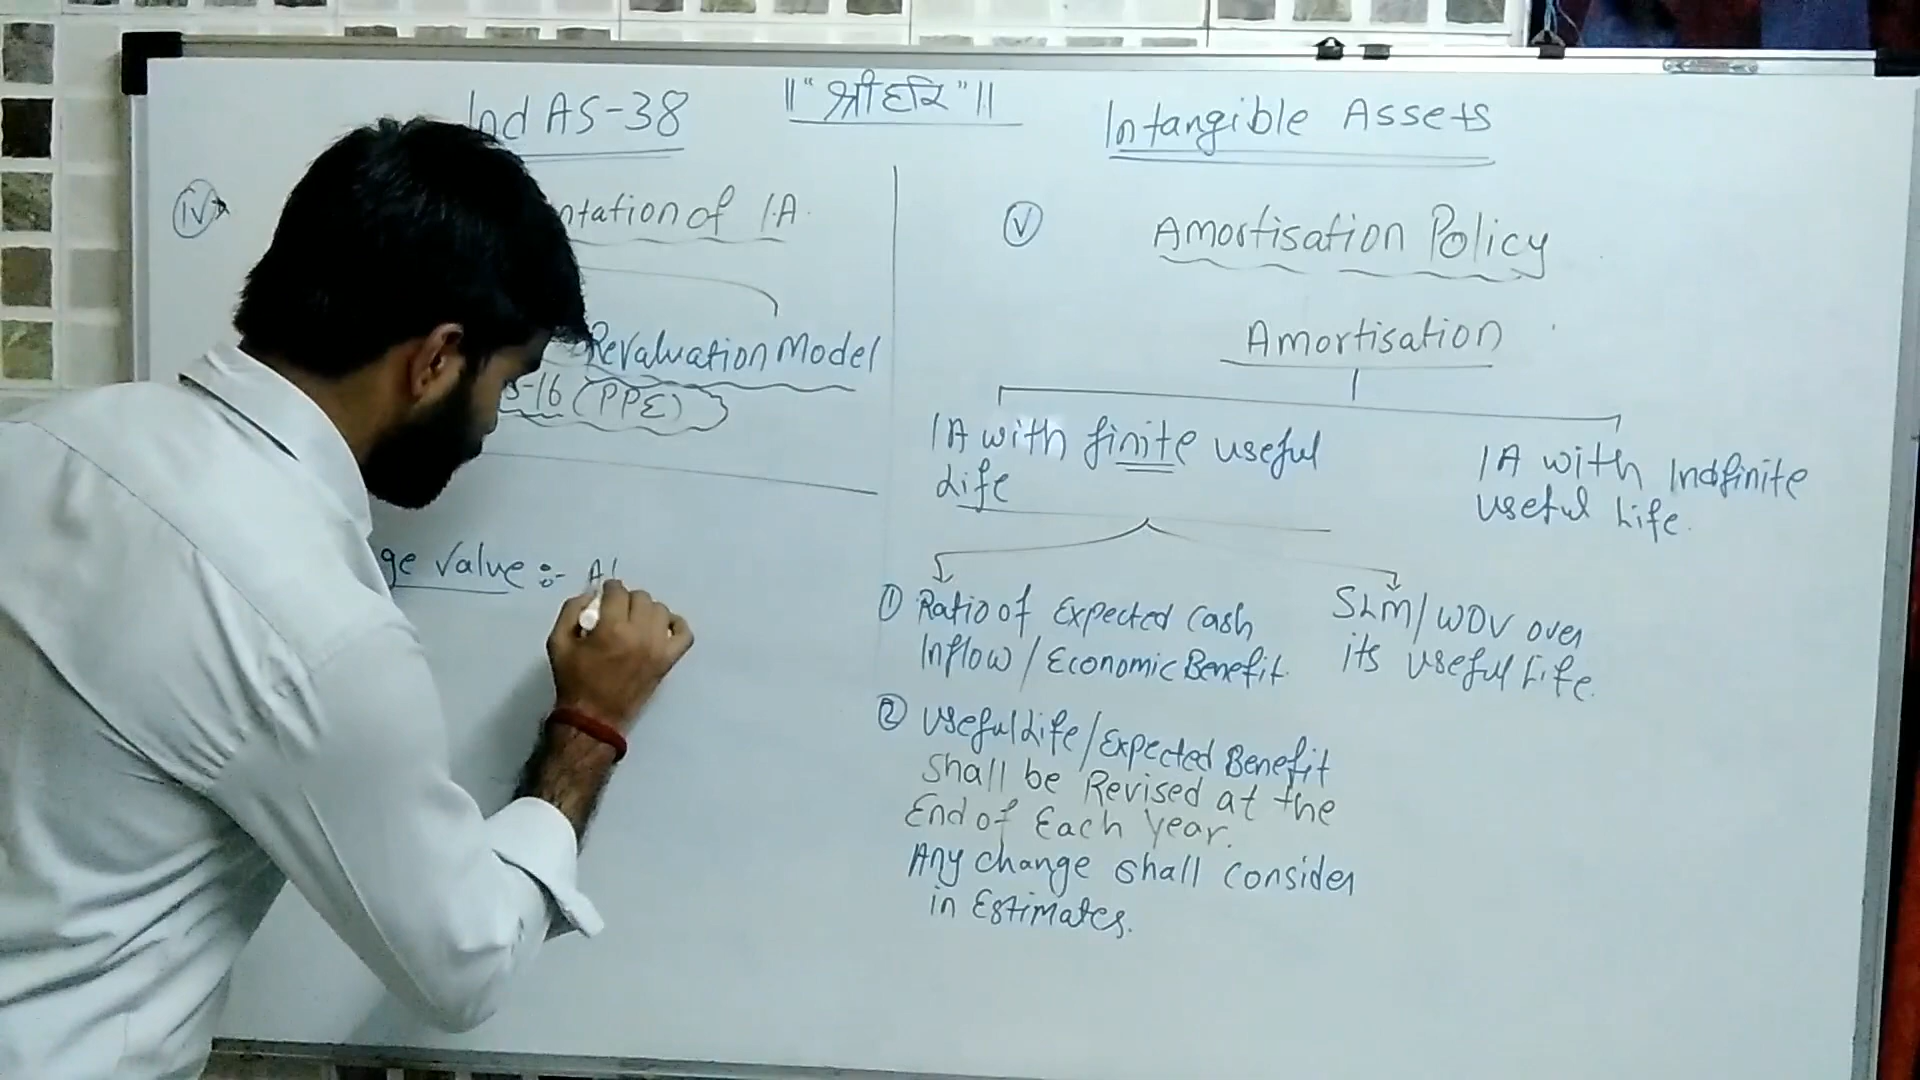 Ind AS-38
॥ "श्रीहरि" ॥
Intangible Assets
iv
of I.A.
Revaluation Model
S-16 (PPE)
ge Value :- Al
V
Amortisation Policy
Amortisation
IA with finite useful
Life
IA with Indefinite
useful Life.
① Ratio of Expected Cash
Inflow / Economic Benefit.
SLM/WDV over
its useful Life.
② Useful Life/Expected Benefit
shall be Revised at the
End of Each Year.
Any change shall consider
in Estimates.